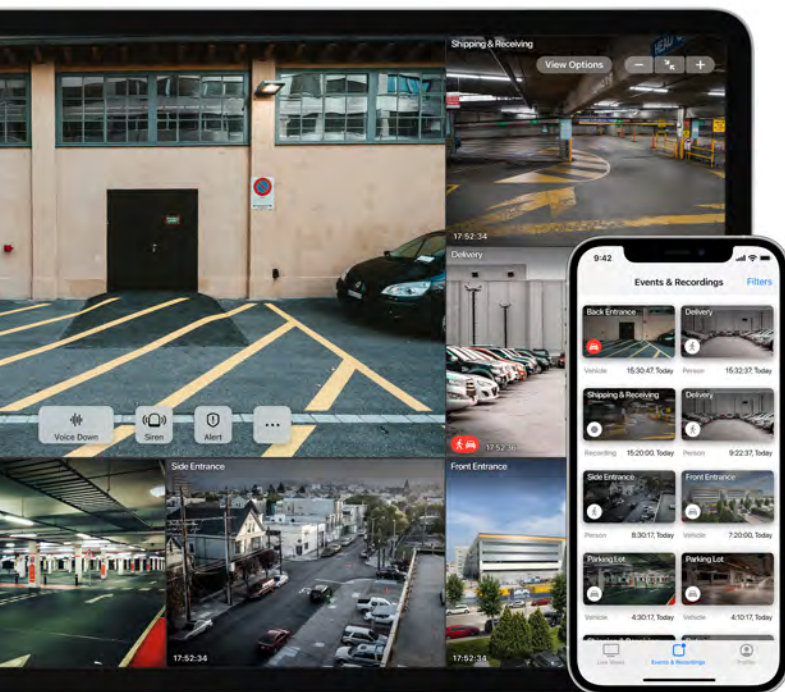 Shipping & Receiving
View Options
17:52:34
Delivery
Voice Down
Siren
Alert
17:52:36
Side Entrance
17:52:34
Front Entrance
17:52:34
9:42
Events & Recordings
Filters
Back Entrance
Delivery
Vehicle 15:30:47, Today
Person 15:32:37, Today
Shipping & Receiving
Delivery
Recording 15:20:00, Today
Person 9:22:37, Today
Side Entrance
Front Entrance
Person 8:30:17, Today
Vehicle 7:20:00, Today
Parking Lot
Parking Lot
Vehicle 4:30:17, Today
Vehicle 4:10:17, Today
Live Views
Events & Recordings
Profile